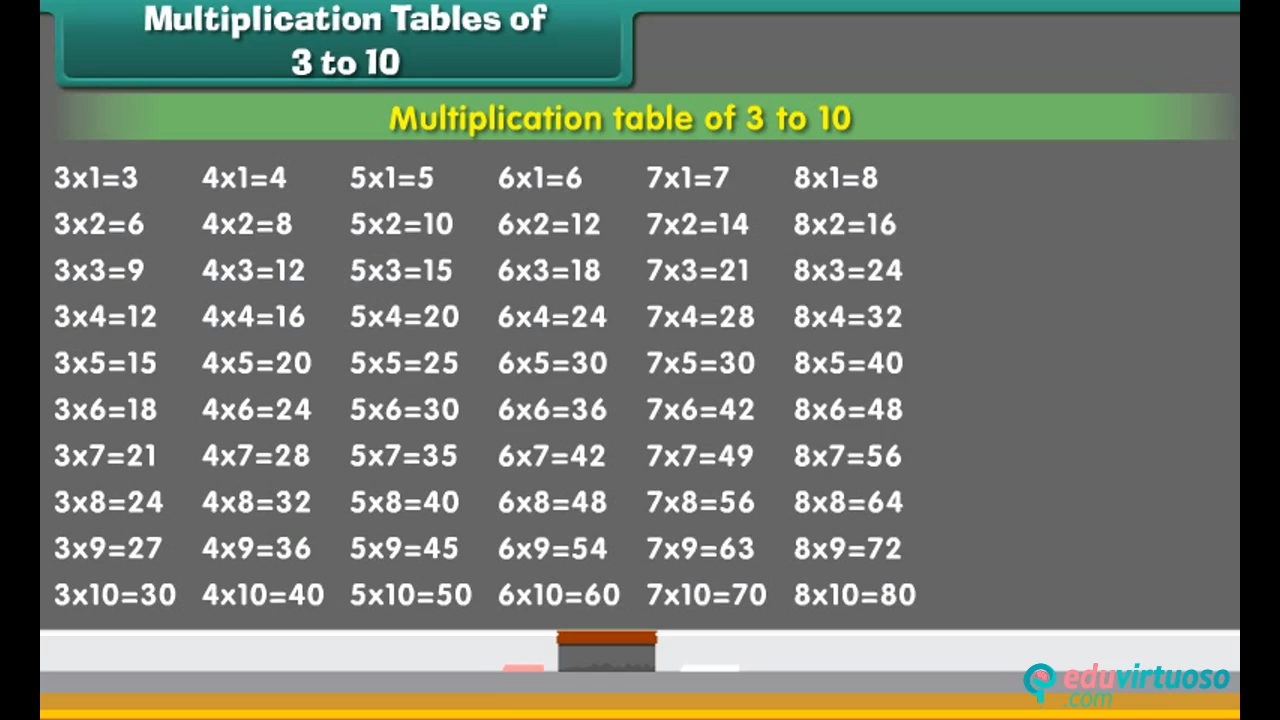 Multiplication Tables of
3 to 10
Multiplication table of 3 to 10
3x1=3 4x1=4 5x1=5 6x1=6 7x1=7 8x1=8
3x2=6 4x2=8 5x2=10 6x2=12 7x2=14 8x2=16
3x3=9 4x3=12 5x3=15 6x3=18 7x3=21 8x3=24
3x4=12 4x4=16 5x4=20 6x4=24 7x4=28 8x4=32
3x5=15 4x5=20 5x5=25 6x5=30 7x5=30 8x5=40
3x6=18 4x6=24 5x6=30 6x6=36 7x6=42 8x6=48
3x7=21 4x7=28 5x7=35 6x7=42 7x7=49 8x7=56
3x8=24 4x8=32 5x8=40 6x8=48 7x8=56 8x8=64
3x9=27 4x9=36 5x9=45 6x9=54 7x9=63 8x9=72
3x10=30 4x10=40 5x10=50 6x10=60 7x10=70 8x10=80
eduvirtuoso
.com